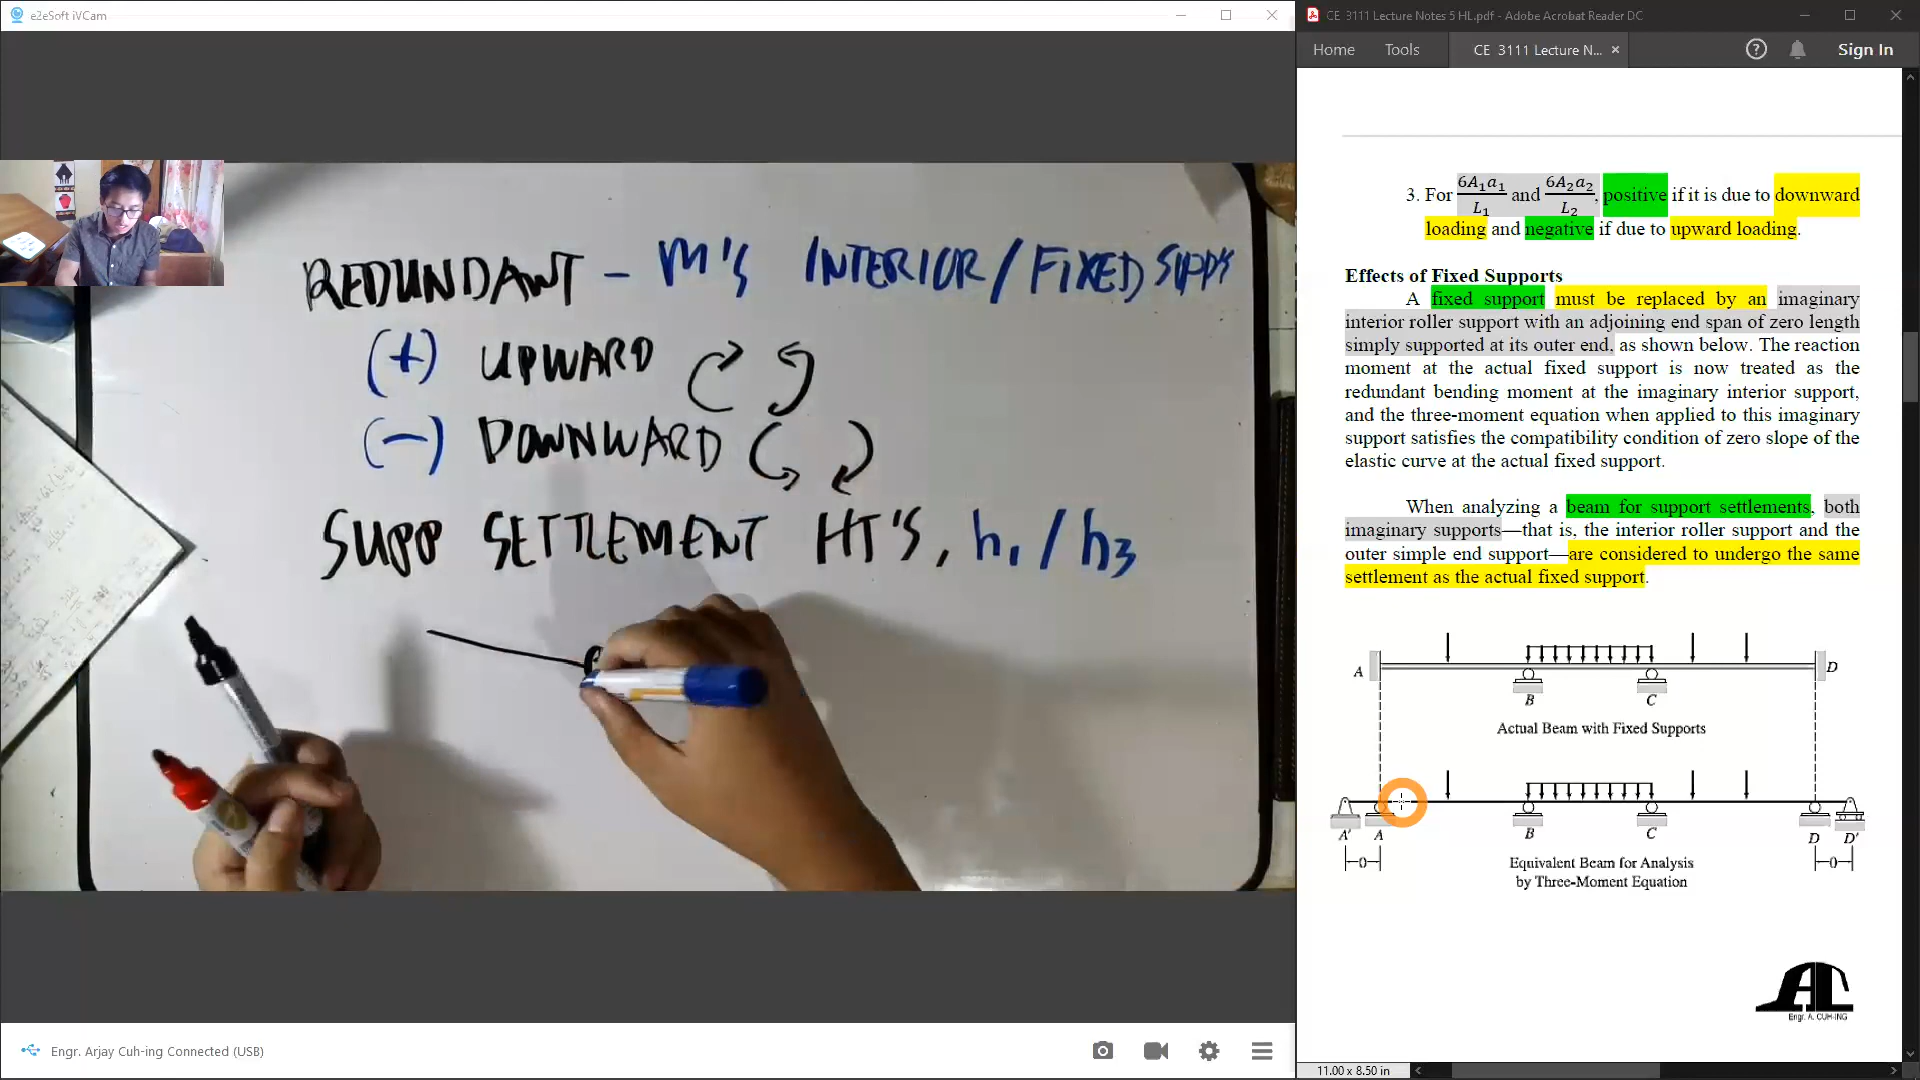 e2eSoft iVCam
REDUNDANT - M'S INTERIOR/FIXED SUPP'S
(+) UPWARD
(-) DOWNWARD
SUPP SETTLEMENT HT'S, h₁/h₃
Engr. Arjay Cuh-ing Connected (USB)
CE 3111 Lecture Notes 5 HL.pdf - Adobe Acrobat Reader DC
Home Tools CE 3111 Lecture N... × Sign In
3. For 6A₁a₁/L₁ and 6A₂a₂/L₂, positive if it is due to downward
loading and negative if due to upward loading.
Effects of Fixed Supports
A fixed support must be replaced by an imaginary
interior roller support with an adjoining end span of zero length
simply supported at its outer end, as shown below. The reaction
moment at the actual fixed support is now treated as the
redundant bending moment at the imaginary interior support,
and the three-moment equation when applied to this imaginary
support satisfies the compatibility condition of zero slope of the
elastic curve at the actual fixed support.
When analyzing a beam for support settlements, both
imaginary supports—that is, the interior roller support and the
outer simple end support—are considered to undergo the same
settlement as the actual fixed support.
A D
B C
Actual Beam with Fixed Supports
A' A B C D D'
0 0
Equivalent Beam for Analysis
by Three-Moment Equation
AC
Engr. A. CUH-ING
11.00 x 8.50 in